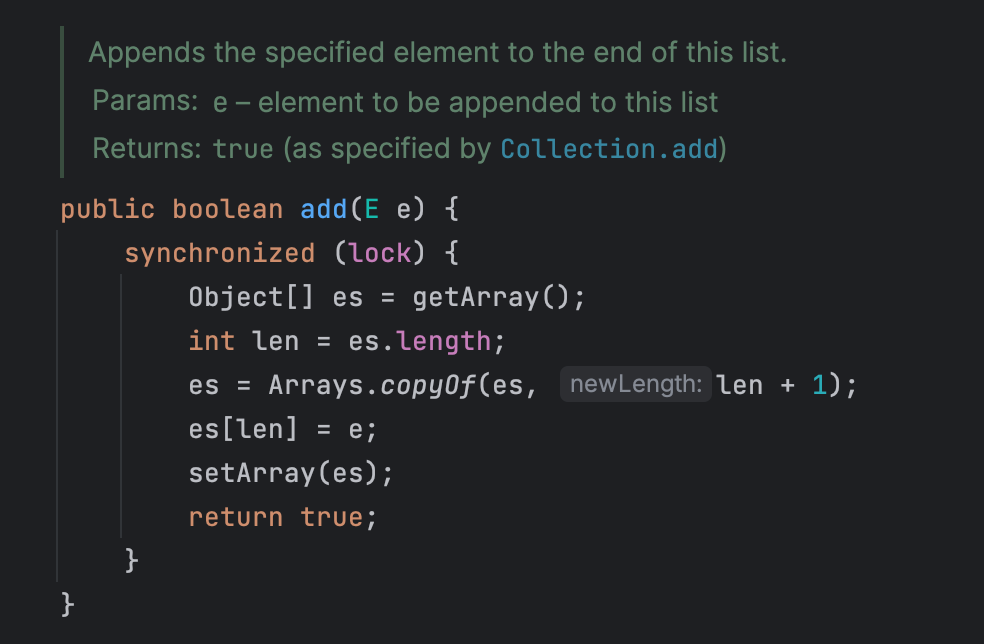 Appends the specified element to the end of this list.
Params: e – element to be appended to this list
Returns: true (as specified by Collection.add)
public boolean add(E e) {
    synchronized (lock) {
        Object[] es = getArray();
        int len = es.length;
        es = Arrays.copyOf(es, newLength: len + 1);
        es[len] = e;
        setArray(es);
        return true;
    }
}